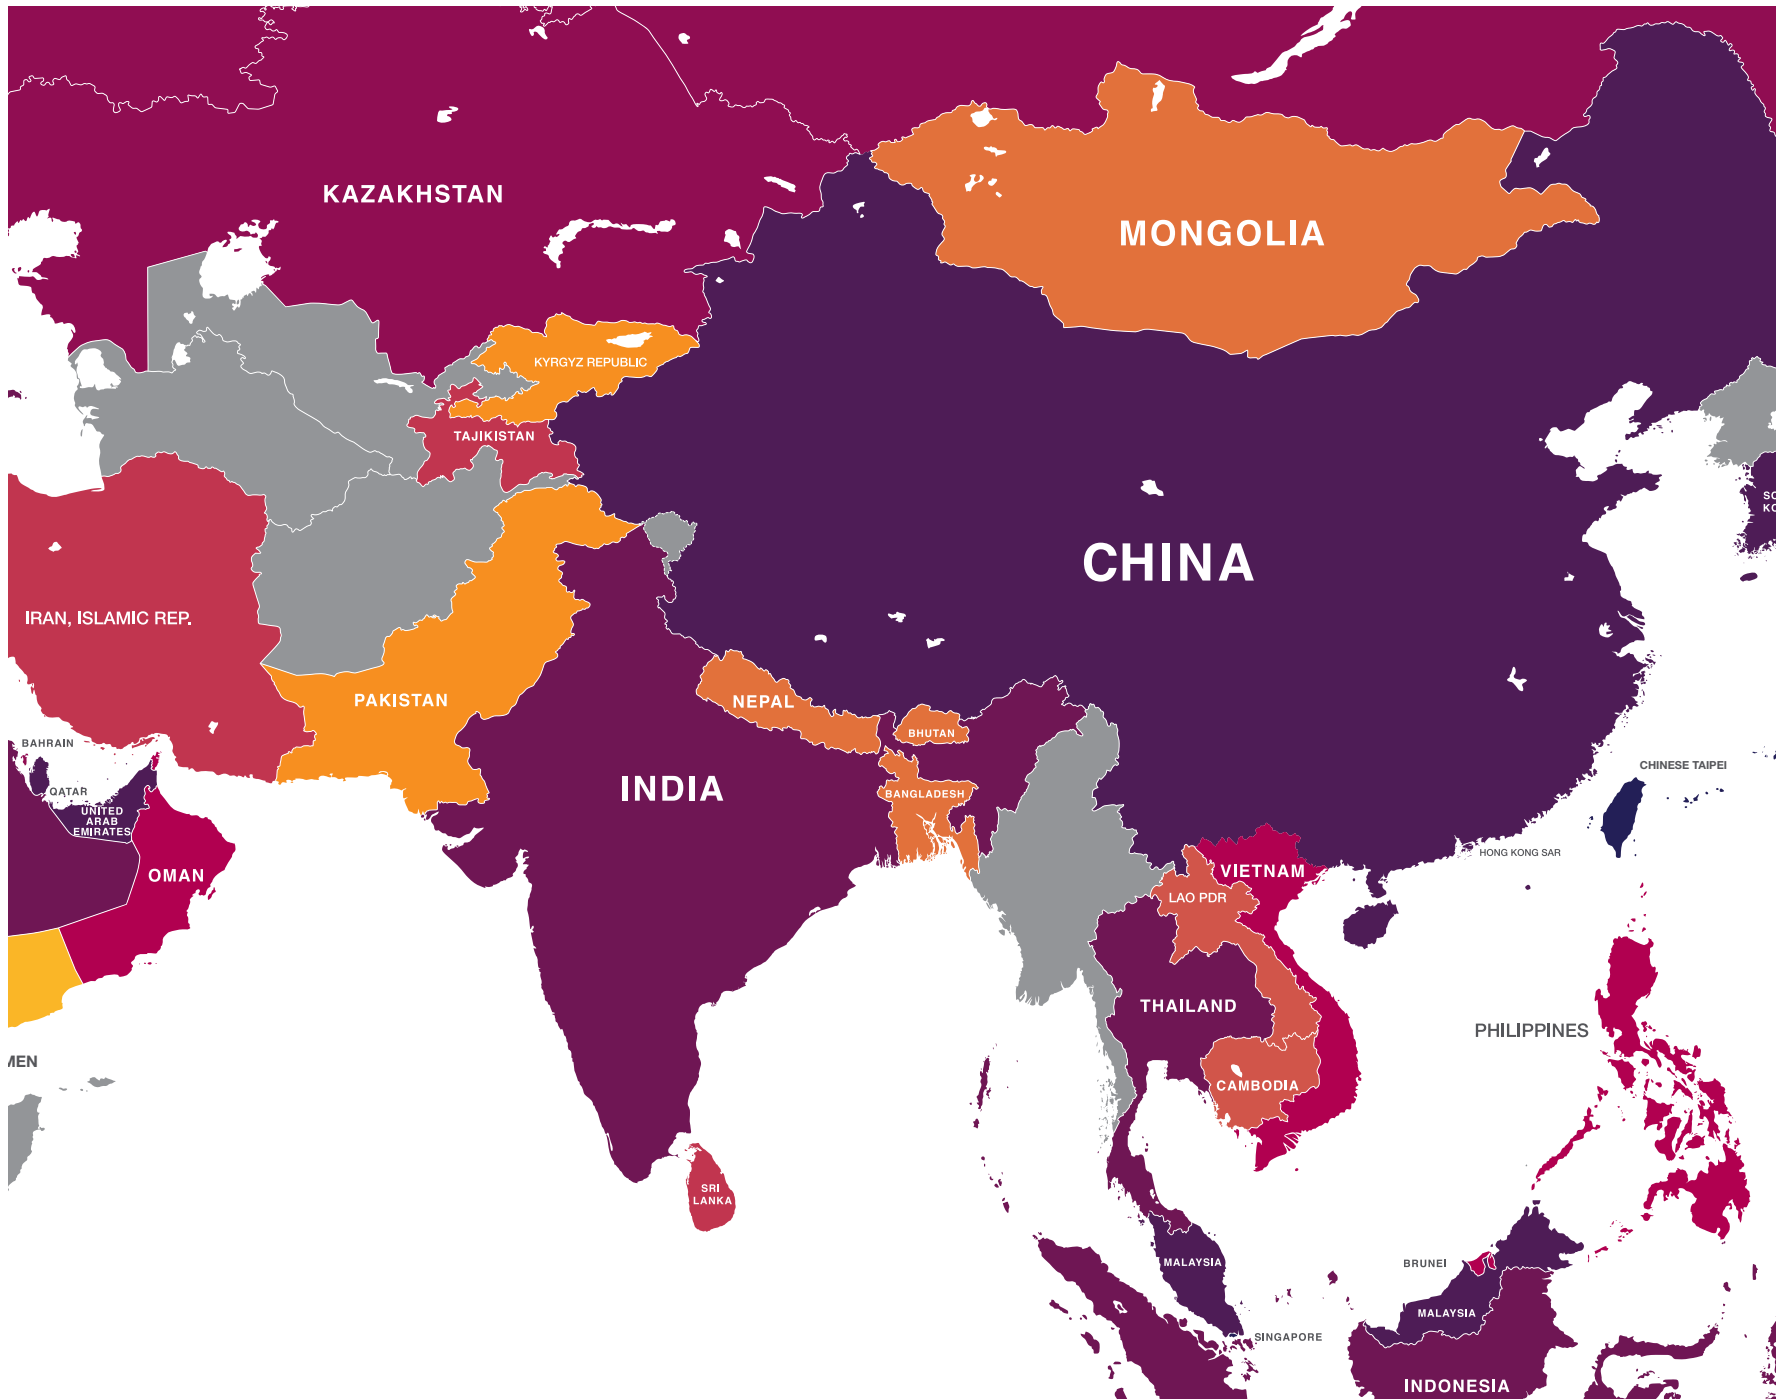 KAZAKHSTAN
MONGOLIA
KYRGYZ REPUBLIC
TAJIKISTAN
CHINA
IRAN, ISLAMIC REP.
PAKISTAN
NEPAL
BHUTAN
BAHRAIN
QATAR
UNITED
ARAB
EMIRATES
INDIA
BANGLADESH
CHINESE TAIPEI
HONG KONG SAR
OMAN
VIETNAM
LAO PDR
THAILAND
PHILIPPINES
CAMBODIA
SRI
LANKA
MALAYSIA
BRUNEI
MALAYSIA
SINGAPORE
INDONESIA